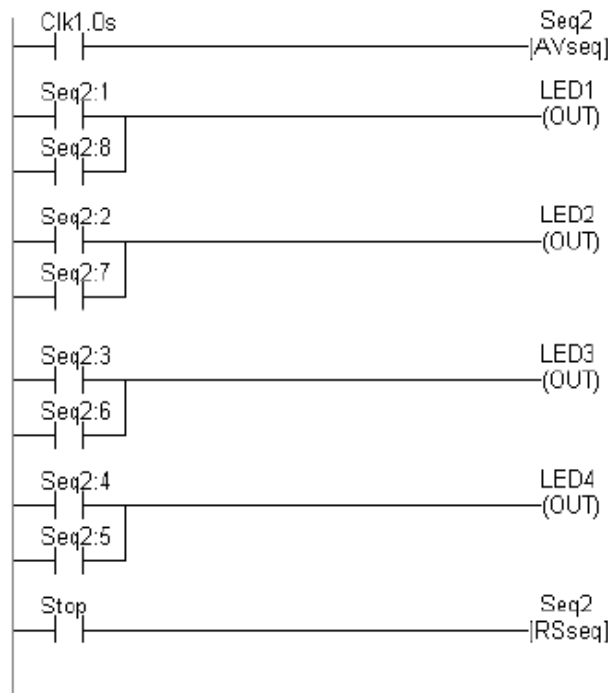 Clk1.0s Seq2
[AVseq]
Seq2:1 LED1
(OUT)
Seq2:8
Seq2:2 LED2
(OUT)
Seq2:7
Seq2:3 LED3
(OUT)
Seq2:6
Seq2:4 LED4
(OUT)
Seq2:5
Stop Seq2
[RSseq]